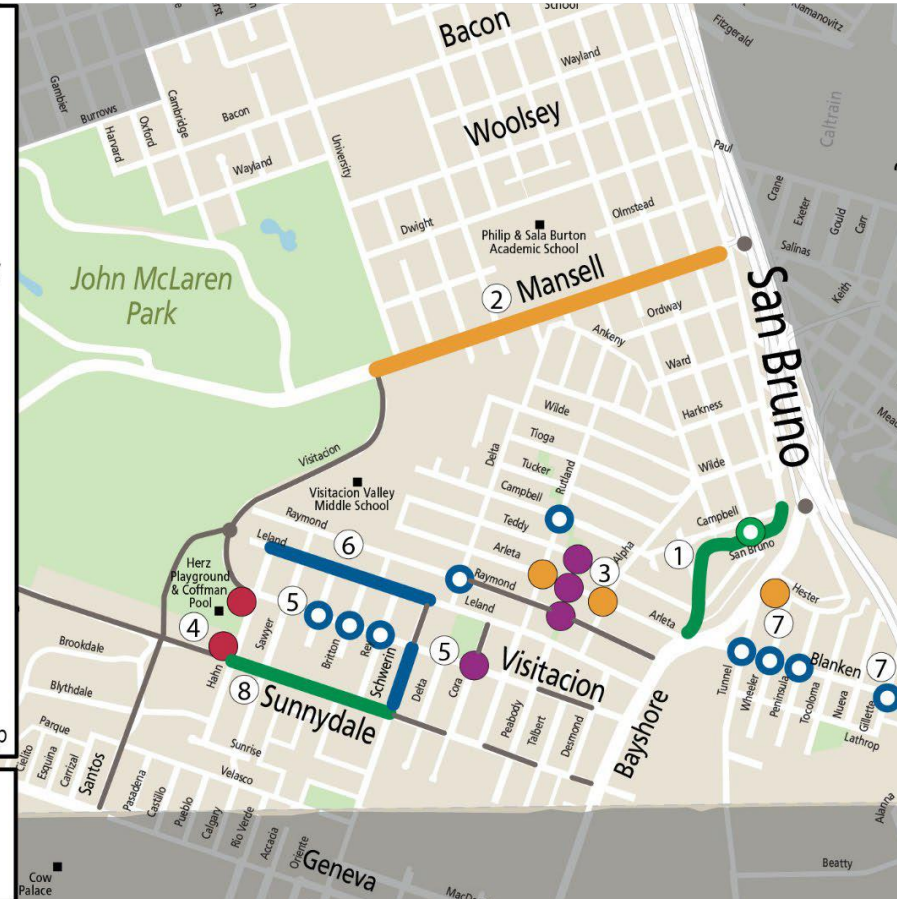 Bacon
School
Fitzgerald
Klamanovitz
Wayland
Gambier
Burrows
Harvard
Oxford
Cambridge
Bacon
Wayland
University
Woolsey
Caltrain
Paul
Crane
Exeter
Gould
Carr
Salinas
Keith
Dwight
Olmstead
Philip & Sala Burton
Academic School
John McLaren
Park
2
Mansell
San Bruno
Ordway
Ankeny
Ward
Harkness
Wilde
Wilde
Tioga
Tucker
Campbell
Teddy
Arleta
Delta
Rutland
Alpha
Visitacion
Visitacion Valley
Middle School
Raymond
Leland
6
Campbell
San Bruno
1
Herz
Playground
& Coffman
Pool
4
5
Raymond
Leland
3
Arleta
Hester
7
Brookdale
Blythdale
Parque
Cielito
Esquina
Carrizal
Santos
Hahn
Sawyer
Britton
Schwerin
Delta
5
Cora
Visitacion
8
Sunnydale
Peabody
Talbert
Desmond
Bayshore
Tunnel
Wheeler
Peninsula
Tocoloma
Blanken
Nueva
Gillette
7
Lathrop
Sunrise
Velasco
Pasadena
Castillo
Pueblo
Calgary
Rio Verde
Accacia
Oriente
Geneva
Alanna
Beatty
Cow
Palace